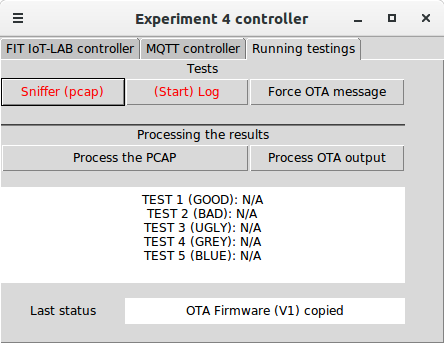 Experiment 4 controller
FIT IoT-LAB controller MQTT controller Running testings
Tests
Sniffer (pcap) (Start) Log Force OTA message
Processing the results
Process the PCAP Process OTA output
TEST 1 (GOOD): N/A
TEST 2 (BAD): N/A
TEST 3 (UGLY): N/A
TEST 4 (GREY): N/A
TEST 5 (BLUE): N/A
Last status OTA Firmware (V1) copied